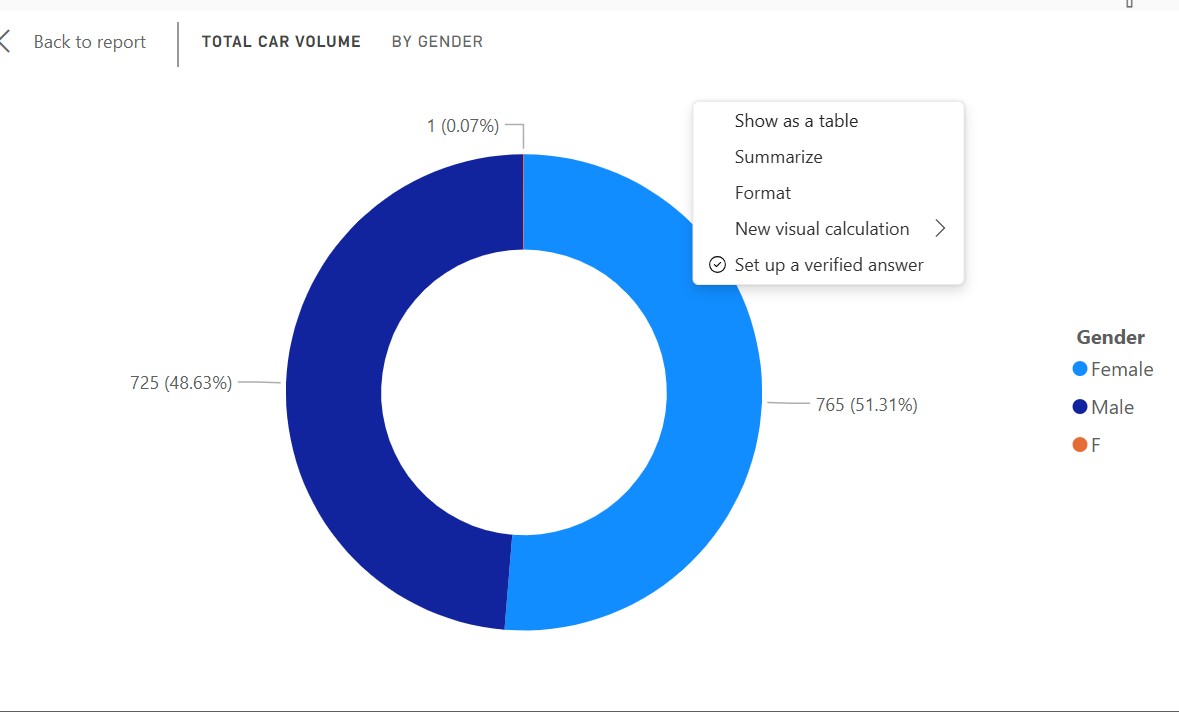 Back to report
TOTAL CAR VOLUME BY GENDER
1 (0.07%)
Show as a table
Summarize
Format
New visual calculation
Set up a verified answer
725 (48.63%)
765 (51.31%)
Gender
Female
Male
F